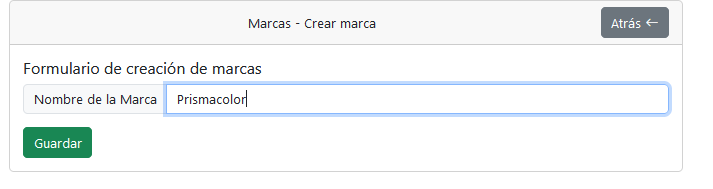 Marcas - Crear marca
Atrás ←
Formulario de creación de marcas
Nombre de la Marca Prismacolor
Guardar